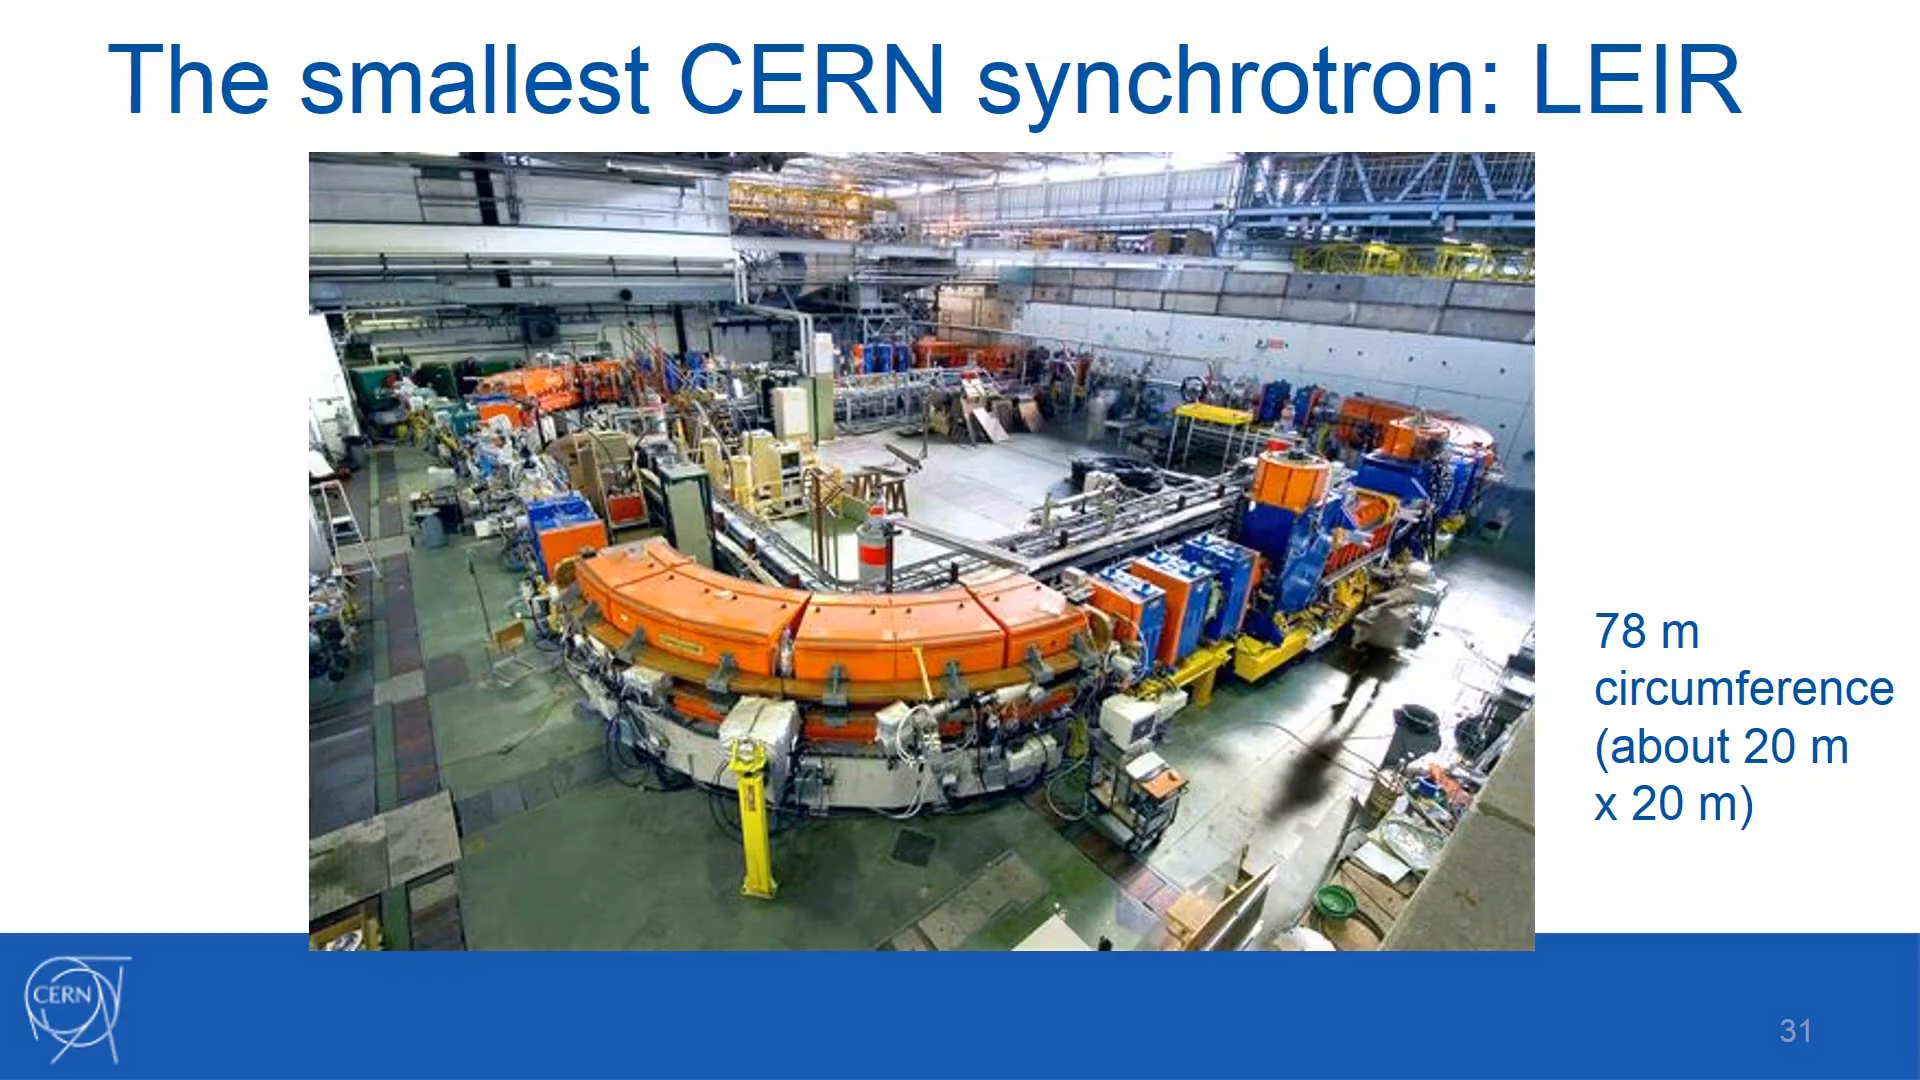 The smallest CERN synchrotron: LEIR
78 m
circumference
(about 20 m
x 20 m)
CERN
31